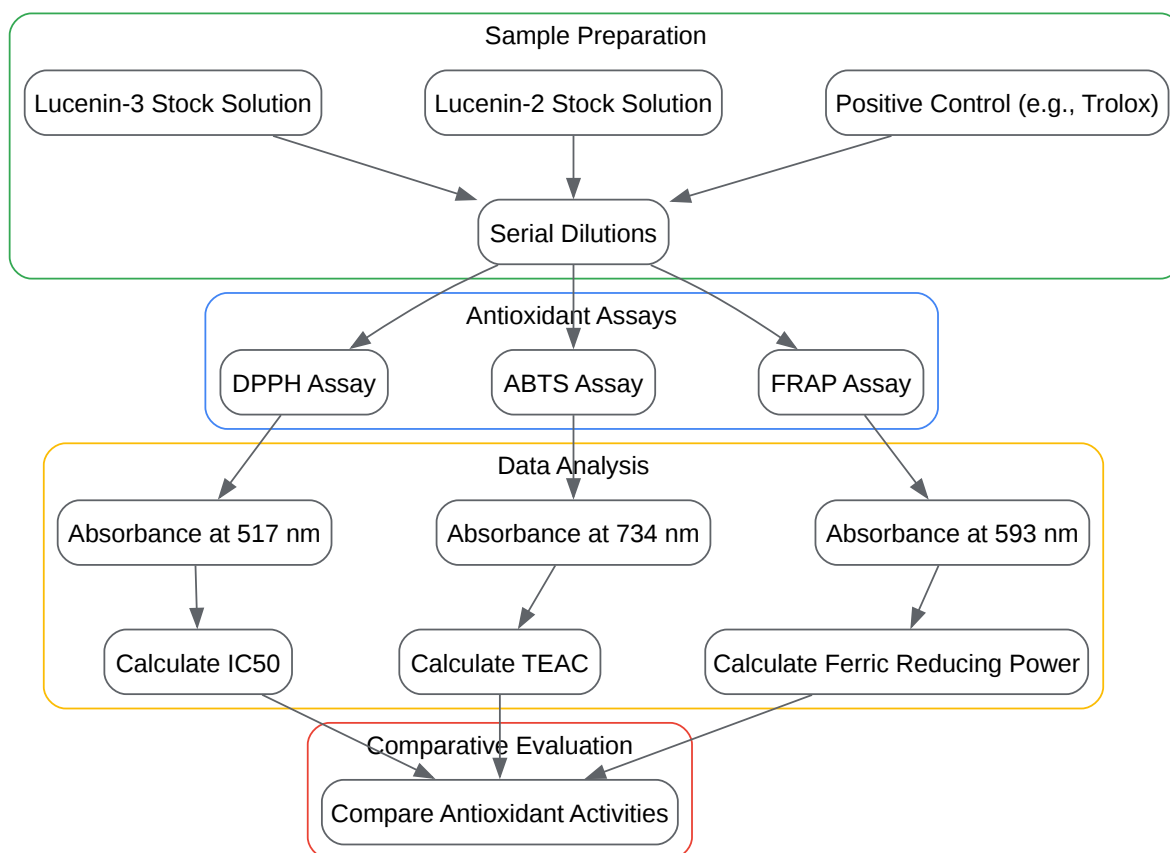 Sample Preparation
Lucenin-3 Stock Solution
Lucenin-2 Stock Solution
Positive Control (e.g., Trolox)
Serial Dilutions
Antioxidant Assays
DPPH Assay
ABTS Assay
FRAP Assay
Data Analysis
Absorbance at 517 nm
Absorbance at 734 nm
Absorbance at 593 nm
Calculate IC50
Calculate TEAC
Calculate Ferric Reducing Power
Comparative Evaluation
Compare Antioxidant Activities